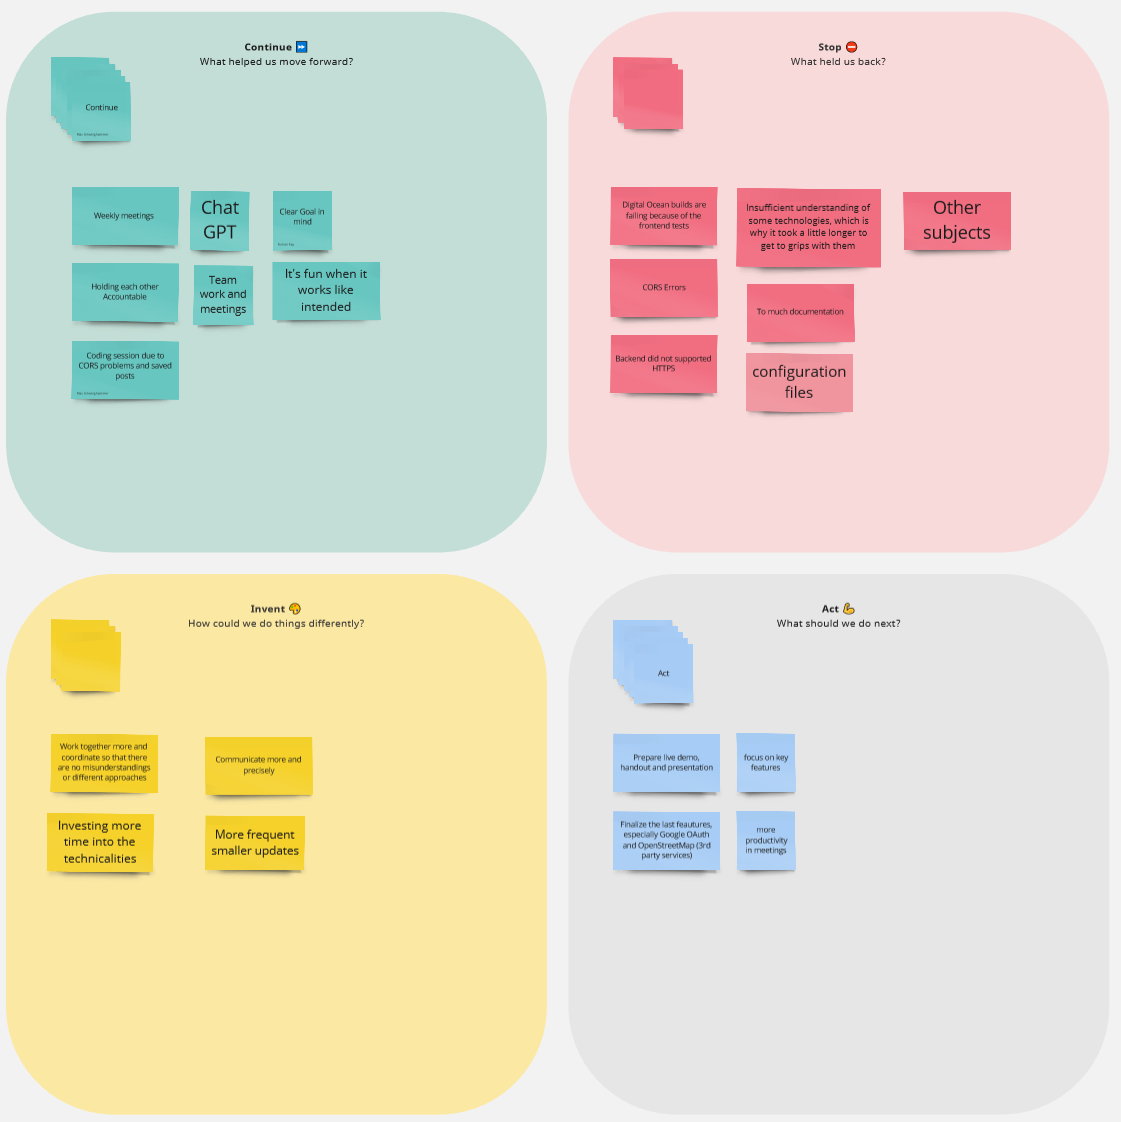 Continue
What helped us move forward?
Continue
Weekly meetings
Chat
GPT
Clear Goal in
mind
Holding each other
Accountable
Team
work and
meetings
It's fun when it
works like
intended
Coding session due to
CORS problems and saved
posts
Stop
What held us back?
Digital Ocean builds are
failing because of the
frontend tests
Insufficient understanding of
some technologies, which is
why it took a little longer to
get to grips with them
Other
subjects
CORS Errors
To much documentation
Backend did not supported
HTTPS
configuration
files
Invent
How could we do things differently?
Work together more and
coordinate so that there
are no misunderstandings
or different approaches
Communicate more and
precisely
Investing more
time into the
technicalities
More frequent
smaller updates
Act
What should we do next?
Act
Prepare live demo,
handout and presentation
focus on key
features
Finalize the last feautures,
especially Google OAuth
and OpenStreetMap (3rd
party services)
more
productivity
in meetings